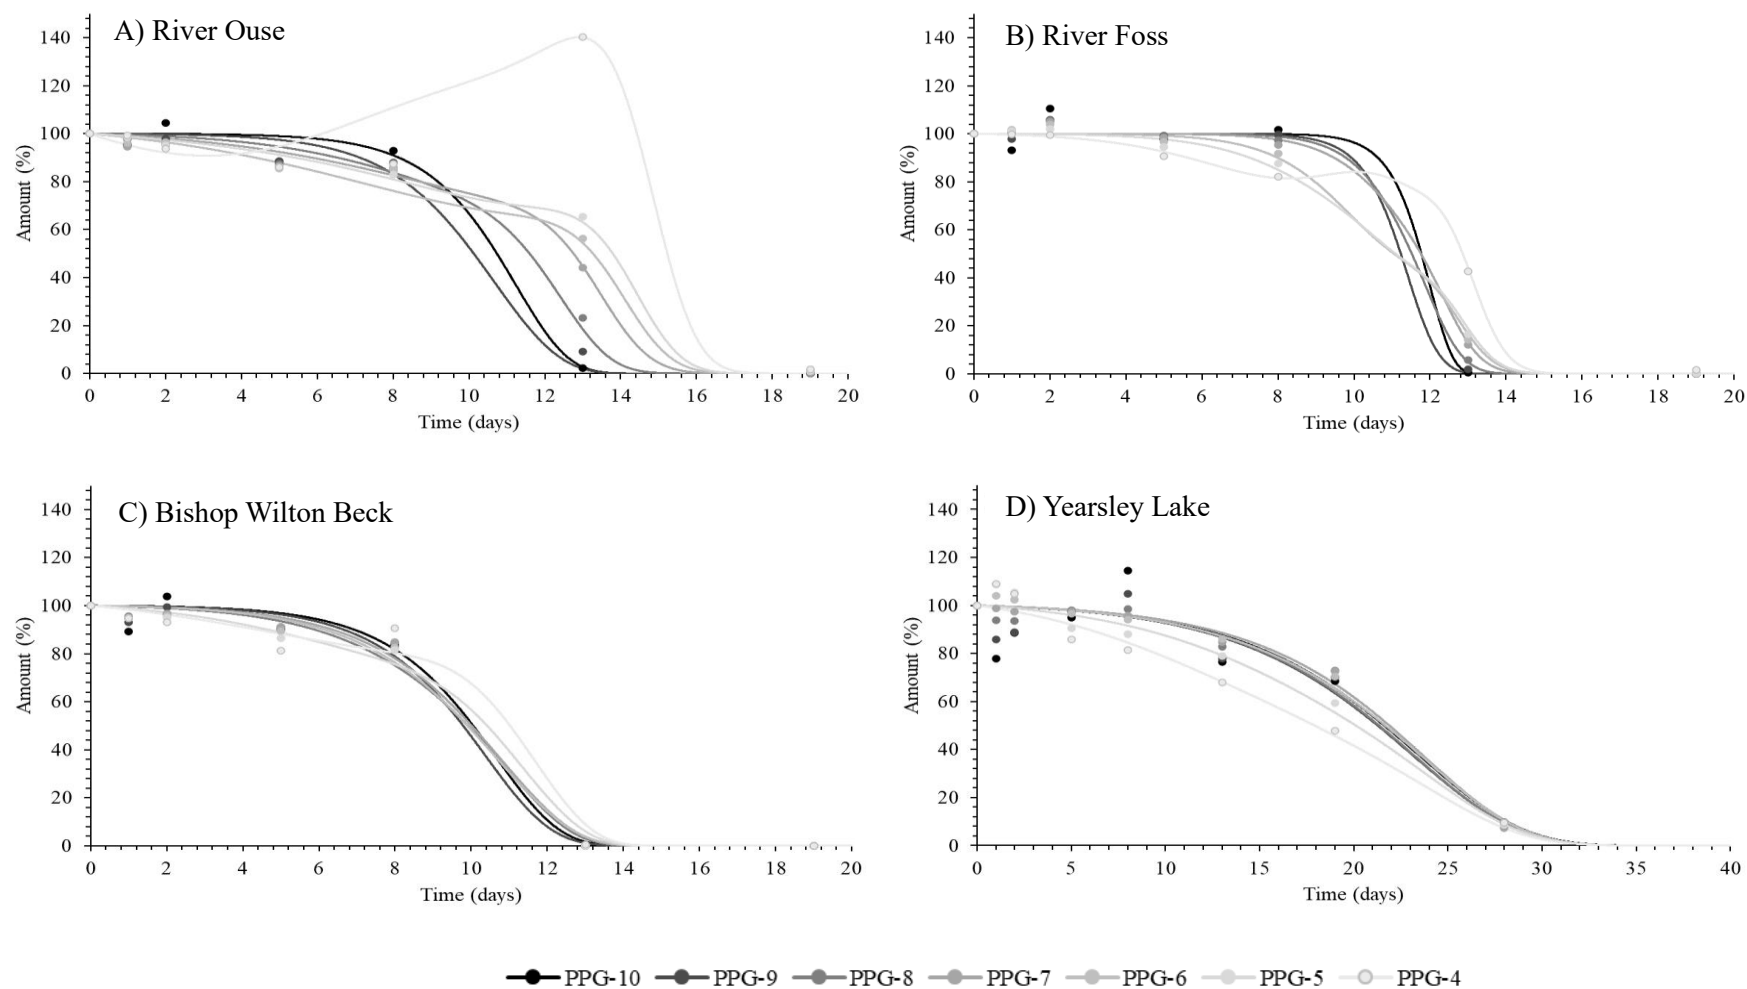 A) River Ouse
140
120
100
80
60
40
20
0
Amount (%)
0 2 4 6 8 10 12 14 16 18 20
Time (days)
B) River Foss
140
120
100
80
60
40
20
0
Amount (%)
0 2 4 6 8 10 12 14 16 18 20
Time (days)
C) Bishop Wilton Beck
140
120
100
80
60
40
20
0
Amount (%)
0 2 4 6 8 10 12 14 16 18 20
Time (days)
D) Yearsley Lake
140
120
100
80
60
40
20
0
Amount (%)
0 5 10 15 20 25 30 35 40
Time (days)
PPG-10 PPG-9 PPG-8 PPG-7 PPG-6 PPG-5 PPG-4